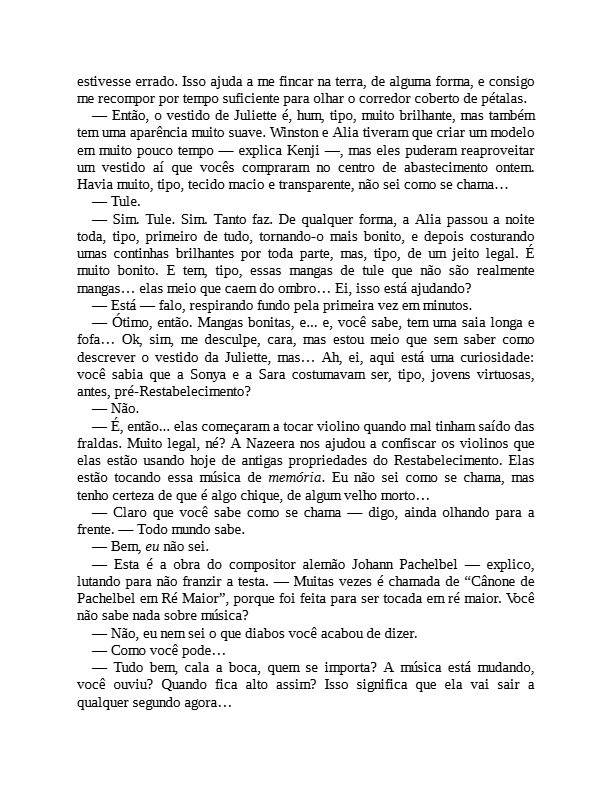 estivesse errado. Isso ajuda a me fincar na terra, de alguma forma, e consigo
me recompor por tempo suficiente para olhar o corredor coberto de pétalas.
— Então, o vestido de Juliette é, hum, tipo, muito brilhante, mas também
tem uma aparência muito suave. Winston e Alia tiveram que criar um modelo
em muito pouco tempo — explica Kenji —, mas eles puderam reaproveitar
um vestido aí que vocês compraram no centro de abastecimento ontem.
Havia muito, tipo, tecido macio e transparente, não sei como se chama…
— Tule.
— Sim. Tule. Sim. Tanto faz. De qualquer forma, a Alia passou a noite
toda, tipo, primeiro de tudo, tornando-o mais bonito, e depois costurando
umas continhas brilhantes por toda parte, mas, tipo, de um jeito legal. É
muito bonito. E tem, tipo, essas mangas de tule que não são realmente
mangas… elas meio que caem do ombro… Ei, isso está ajudando?
— Está — falo, respirando fundo pela primeira vez em minutos.
— Ótimo, então. Mangas bonitas, e... e, você sabe, tem uma saia longa e
fofa… Ok, sim, me desculpe, cara, mas estou meio que sem saber como
descrever o vestido da Juliette, mas… Ah, ei, aqui está uma curiosidade:
você sabia que a Sonya e a Sara costumavam ser, tipo, jovens virtuosas,
antes, pré-Restabelecimento?
— Não.
— É, então... elas começaram a tocar violino quando mal tinham saído das
fraldas. Muito legal, né? A Nazeera nos ajudou a confiscar os violinos que
elas estão usando hoje de antigas propriedades do Restabelecimento. Elas
estão tocando essa música de memória. Eu não sei como se chama, mas
tenho certeza de que é algo chique, de algum velho morto…
— Claro que você sabe como se chama — digo, ainda olhando para a
frente. — Todo mundo sabe.
— Bem, eu não sei.
— Esta é a obra do compositor alemão Johann Pachelbel — explico,
lutando para não franzir a testa. — Muitas vezes é chamada de “Cânone de
Pachelbel em Ré Maior”, porque foi feita para ser tocada em ré maior. Você
não sabe nada sobre música?
— Não, eu nem sei o que diabos você acabou de dizer.
— Como você pode…
— Tudo bem, cala a boca, quem se importa? A música está mudando,
você ouviu? Quando fica alto assim? Isso significa que ela vai sair a
qualquer segundo agora…